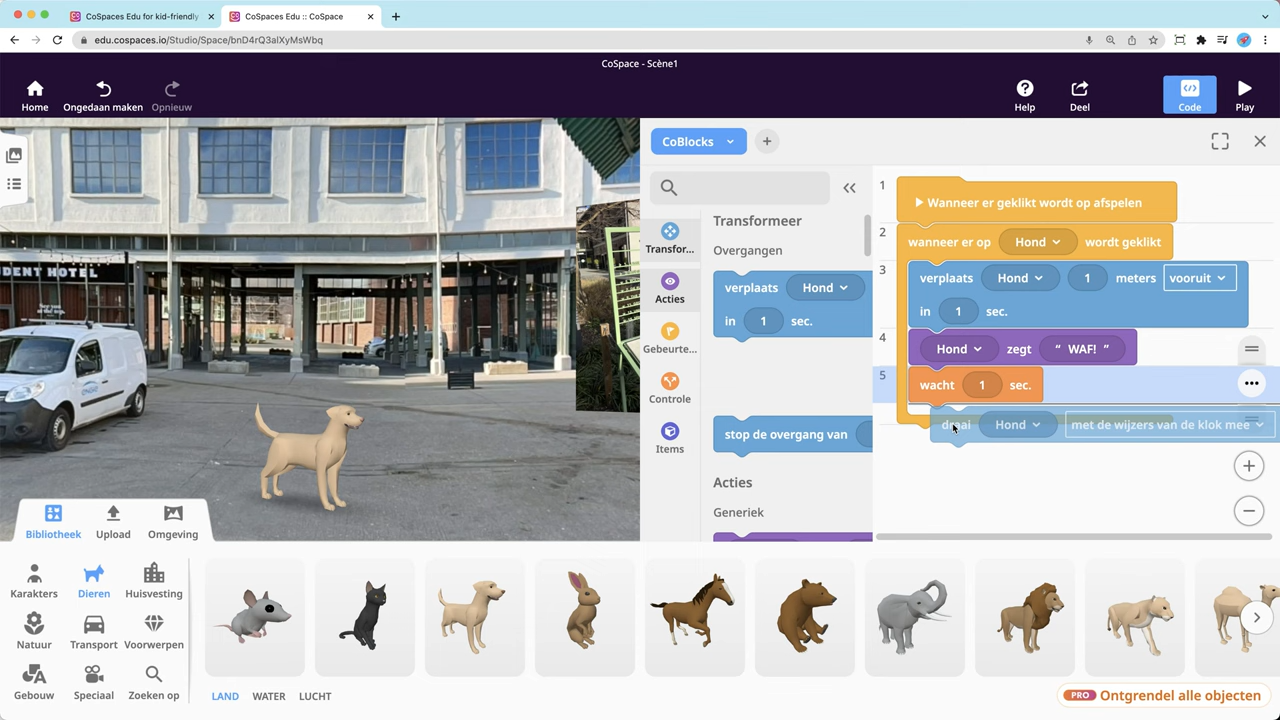 CoSpaces Edu for kid-friendly
CoSpaces Edu :: CoSpace
edu.cospaces.io/Studio/Space/bnD4rQ3alXyMsWbq
CoSpace - Scène1
Home
Ongedaan maken
Opnieuw
Help
Deel
Code
Play
DENT HOTEL
CoBlocks
Transfor...
Acties
Gebeurte...
Controle
Items
Transformeer
Overgangen
verplaats Hond
in 1 sec.
stop de overgang van
Acties
Generiek
1
Wanneer er geklikt wordt op afspelen
2
wanneer er op Hond wordt geklikt
3
verplaats Hond 1 meters vooruit
in 1 sec.
4
Hond zegt “ WAF! ”
5
wacht 1 sec.
draai Hond met de wijzers van de klok mee
Bibliotheek
Upload
Omgeving
Karakters
Dieren
Huisvesting
Natuur
Transport
Voorwerpen
Gebouw
Speciaal
Zoeken op
LAND WATER LUCHT
PRO Ontgrendel alle objecten